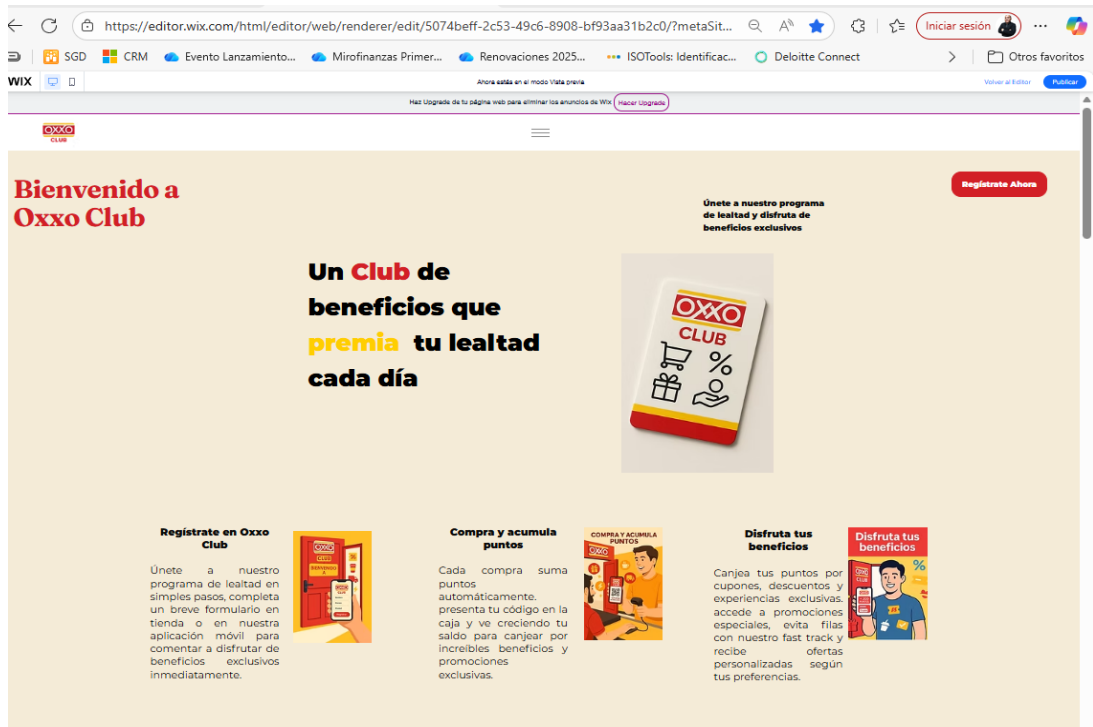 https://editor.wix.com/html/editor/web/renderer/edit/5074beff-2c53-49c6-8908-bf93aa31b2c0/?metaSit...
Iniciar sesión
SGD
CRM
Evento Lanzamiento...
Mirofinanzas Primer...
Renovaciones 2025...
ISOTools: Identificac...
Deloitte Connect
Otros favoritos
WIX
Ahora estás en el modo Vista previa
Volver al Editor
Publicar
Haz Upgrade de tu página web para eliminar los anuncios de Wix
Hacer Upgrade
OXXO
CLUB
Bienvenido a
Oxxo Club
Regístrate Ahora
Únete a nuestro programa
de lealtad y disfruta de
beneficios exclusivos
Un Club de
beneficios que
premia tu lealtad
cada día
OXXO
CLUB
%
Regístrate en Oxxo
Club
Únete a nuestro
programa de lealtad en
simples pasos, completa
un breve formulario en
tienda o en nuestra
aplicación móvil para
comentar a disfrutar de
beneficios exclusivos
inmediatamente.
OXXO
CLUB
BIENVENIDO
A
Compra y acumula
puntos
Cada compra suma
puntos
automáticamente.
presenta tu código en la
caja y ve creciendo tu
saldo para canjear por
increíbles beneficios y
promociones
exclusivas.
COMPRA Y ACUMULA
PUNTOS
OXXO
Disfruta tus
beneficios
Canjea tus puntos por
cupones, descuentos y
experiencias exclusivas.
accede a promociones
especiales, evita filas
con nuestro fast track y
recibe ofertas
personalizadas según
tus preferencias.
Disfruta tus
beneficios
OXXO
CLUB
%